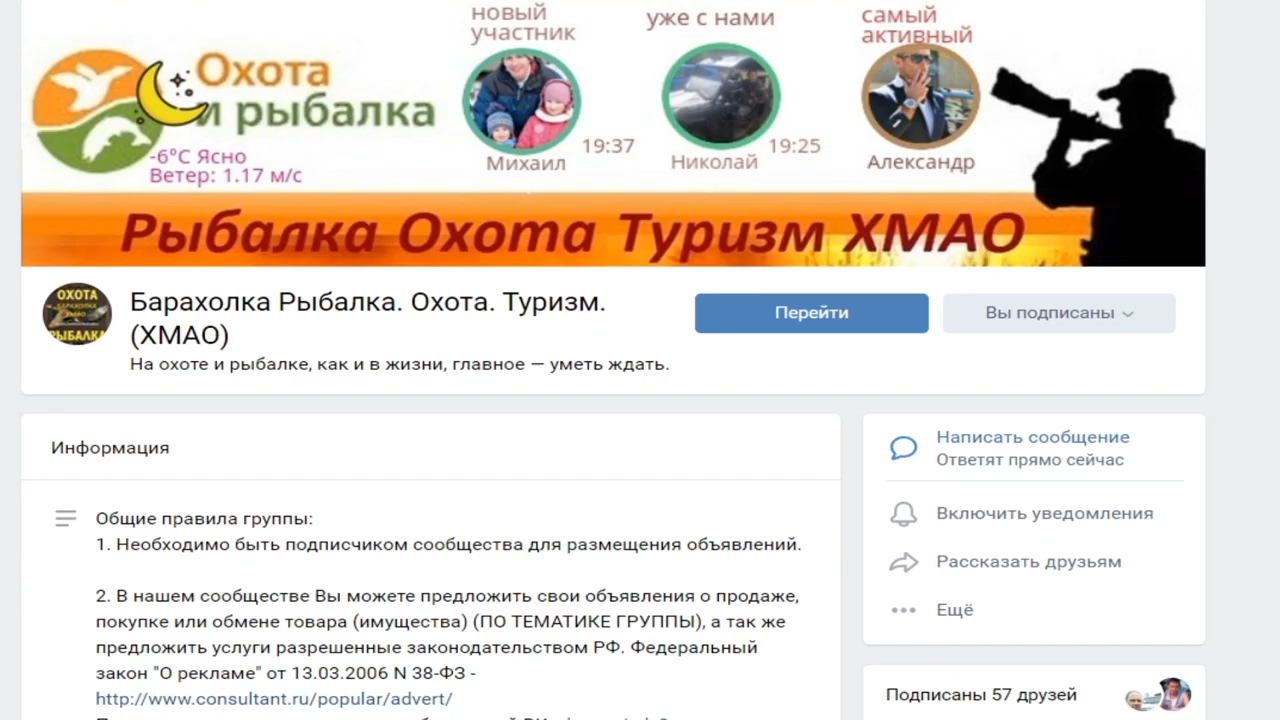 новый
участник
уже с нами
самый
активный
Охота
и рыбалка
19:37
19:25
Михаил
Николай
Александр
-6°C Ясно
Ветер: 1.17 м/с
Рыбалка Охота Туризм ХМАО
ОХОТА
БАРАХОЛКА
ХМАО
РЫБАЛКА
Барахолка Рыбалка. Охота. Туризм.
(ХМАО)
На охоте и рыбалке, как и в жизни, главное — уметь ждать.
Перейти
Вы подписаны
Информация
Общие правила группы:
1. Необходимо быть подписчиком сообщества для размещения объявлений.
2. В нашем сообществе Вы можете предложить свои объявления о продаже,
покупке или обмене товара (имущества) (ПО ТЕМАТИКЕ ГРУППЫ), а так же
предложить услуги разрешенные законодательством РФ. Федеральный
закон "О рекламе" от 13.03.2006 N 38-ФЗ -
http://www.consultant.ru/popular/advert/
Написать сообщение
Ответят прямо сейчас
Включить уведомления
Рассказать друзьям
Ещё
Подписаны 57 друзей